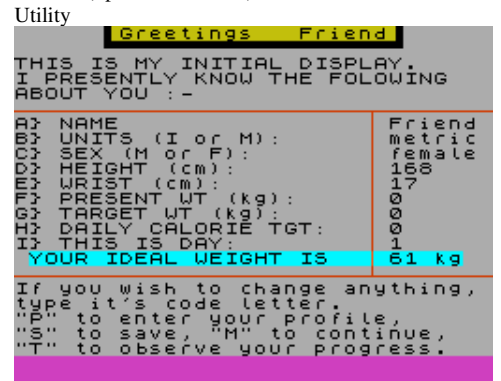 Utility
Greetings Friend
THIS IS MY INITIAL DISPLAY.
I PRESENTLY KNOW THE FOLOWING
ABOUT YOU :-
A} NAME Friend
B} UNITS (I or M): metric
C} SEX (M or F): female
D} HEIGHT (cm): 168
E} WRIST (cm): 17
F} PRESENT WT (kg): 0
G} TARGET WT (kg): 0
H} DAILY CALORIE TGT: 0
I} THIS IS DAY: 1
YOUR IDEAL WEIGHT IS 61 kg
If you wish to change anything,
type it's code letter.
"P" to enter your profile,
"S" to save, "M" to continue,
"T" to observe your progress.